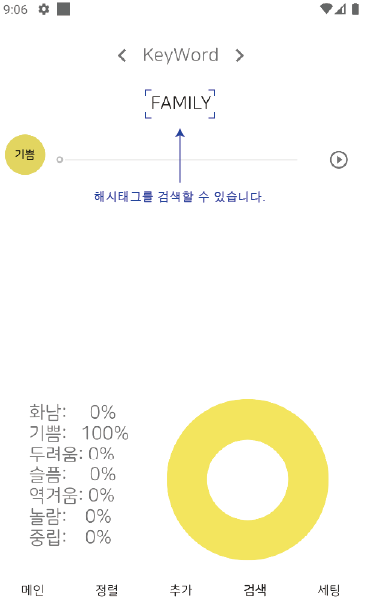 9:06
KeyWord
FAMILY
기쁨
해시태그를 검색할 수 있습니다.
화남: 0%
기쁨: 100%
두려움: 0%
슬픔: 0%
역겨움: 0%
놀람: 0%
중립: 0%
메인 정렬 추가 검색 세팅